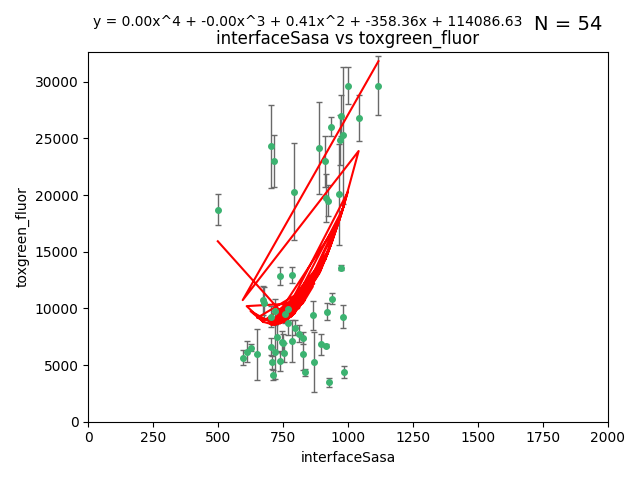 y = 0.00x^4 + -0.00x^3 + 0.41x^2 + -358.36x + 114086.63
N = 54
interfaceSasa vs toxgreen_fluor
30000
25000
20000
15000
10000
5000
0
toxgreen_fluor
0 250 500 750 1000 1250 1500 1750 2000
interfaceSasa